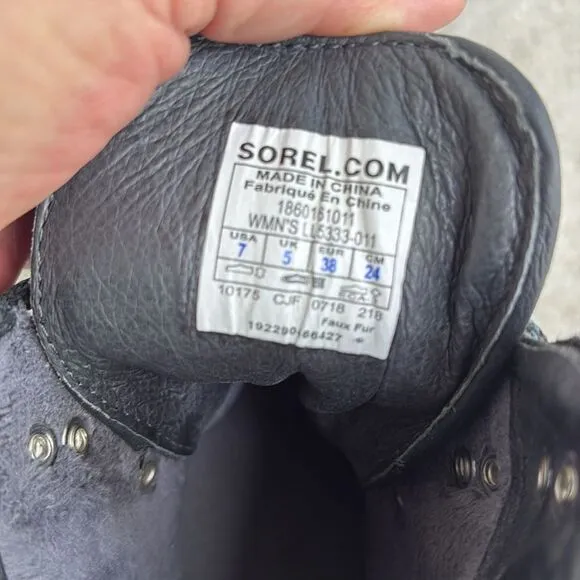 SOREL.COM
MADE IN CHINA
Fabriqué En Chine
1860161011
WMN'S LL5333-011
USA UK EUR CM
7 5 38 24
10175 CJF 0718 218
Faux Fur